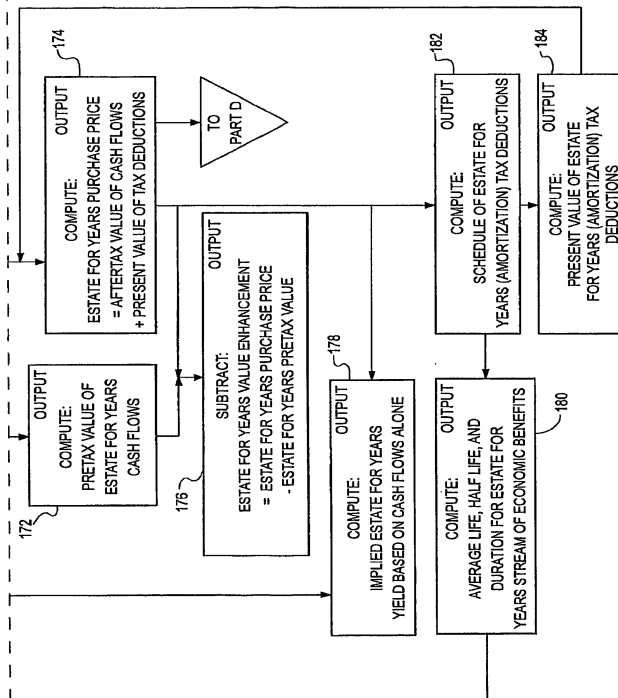 172
OUTPUT
COMPUTE:
PRETAX VALUE OF
ESTATE FOR YEARS
CASH FLOWS
174
OUTPUT
COMPUTE:
ESTATE FOR YEARS PURCHASE PRICE
= AFTERTAX VALUE OF CASH FLOWS
+ PRESENT VALUE OF TAX DEDUCTIONS
TO
PART D
176
OUTPUT
SUBTRACT:
ESTATE FOR YEARS VALUE ENHANCEMENT
= ESTATE FOR YEARS PURCHASE PRICE
- ESTATE FOR YEARS PRETAX VALUE
178
OUTPUT
COMPUTE:
IMPLIED ESTATE FOR YEARS
YIELD BASED ON CASH FLOWS ALONE
180
OUTPUT
COMPUTE:
AVERAGE LIFE, HALF LIFE, AND
DURATION FOR ESTATE FOR
YEARS STREAM OF ECONOMIC BENEFITS
182
OUTPUT
COMPUTE:
SCHEDULE OF ESTATE FOR
YEARS (AMORTIZATION) TAX DEDUCTIONS
184
OUTPUT
COMPUTE:
PRESENT VALUE OF ESTATE
FOR YEARS (AMORTIZATION) TAX
DEDUCTIONS